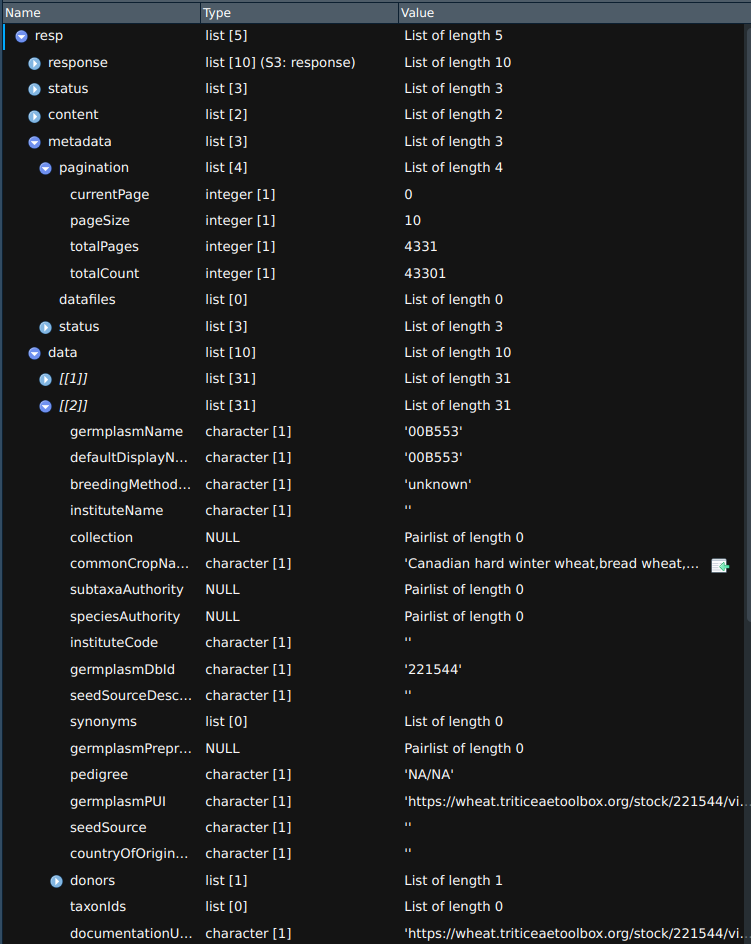 Name Type Value
resp list [5] List of length 5
response list [10] (S3: response) List of length 10
status list [3] List of length 3
content list [2] List of length 2
metadata list [3] List of length 3
pagination list [4] List of length 4
currentPage integer [1] 0
pageSize integer [1] 10
totalPages integer [1] 4331
totalCount integer [1] 43301
datafiles list [0] List of length 0
status list [3] List of length 3
data list [10] List of length 10
[[1]] list [31] List of length 31
[[2]] list [31] List of length 31
germplasmName character [1] '00B553'
defaultDisplayN... character [1] '00B553'
breedingMethod... character [1] 'unknown'
instituteName character [1] ''
collection NULL Pairlist of length 0
commonCropNa... character [1] 'Canadian hard winter wheat,bread wheat,...
subtaxaAuthority NULL Pairlist of length 0
speciesAuthority NULL Pairlist of length 0
instituteCode character [1] ''
germplasmDbId character [1] '221544'
seedSourceDesc... character [1] ''
synonyms list [0] List of length 0
germplasmPrepr... NULL Pairlist of length 0
pedigree character [1] 'NA/NA'
germplasmPUI character [1] 'https://wheat.triticeaetoolbox.org/stock/221544/vi...
seedSource character [1] ''
countryOfOrigin... character [1] ''
donors list [1] List of length 1
taxonIds list [0] List of length 0
documentationU... character [1] 'https://wheat.triticeaetoolbox.org/stock/221544/vi...